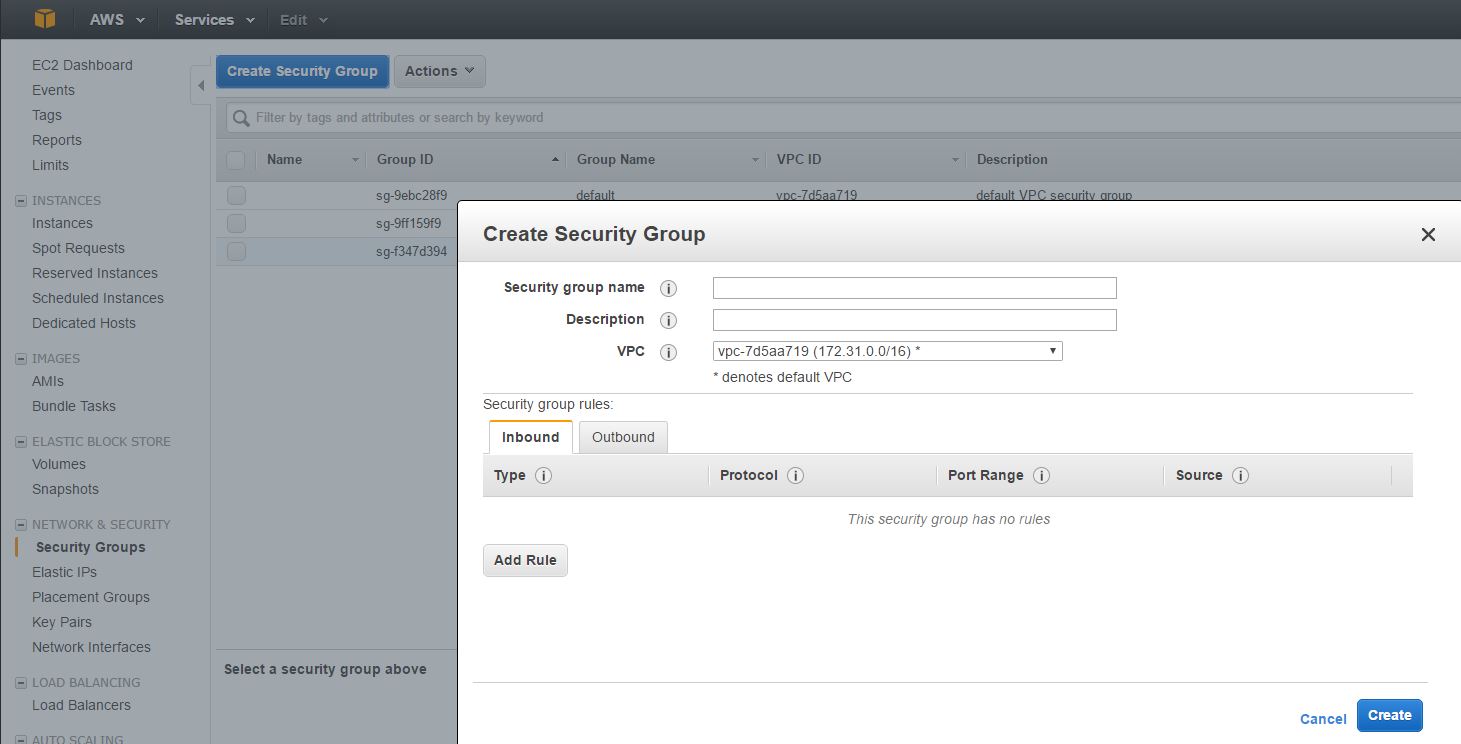 AWS Services Edit
EC2 Dashboard
Events
Tags
Reports
Limits
INSTANCES
Instances
Spot Requests
Reserved Instances
Scheduled Instances
Dedicated Hosts
IMAGES
AMIs
Bundle Tasks
ELASTIC BLOCK STORE
Volumes
Snapshots
NETWORK & SECURITY
Security Groups
Elastic IPs
Placement Groups
Key Pairs
Network Interfaces
LOAD BALANCING
Load Balancers
AUTO SCALING
Create Security Group Actions
Filter by tags and attributes or search by keyword
Name Group ID Group Name VPC ID Description
sg-9ebc28f9 default vpc-7d5aa719 default VPC security group
sg-9ff159f9
sg-f347d394
Select a security group above
Create Security Group
Security group name
Description
VPC vpc-7d5aa719 (172.31.0.0/16) *
* denotes default VPC
Security group rules:
Inbound Outbound
Type Protocol Port Range Source
This security group has no rules
Add Rule
Cancel Create